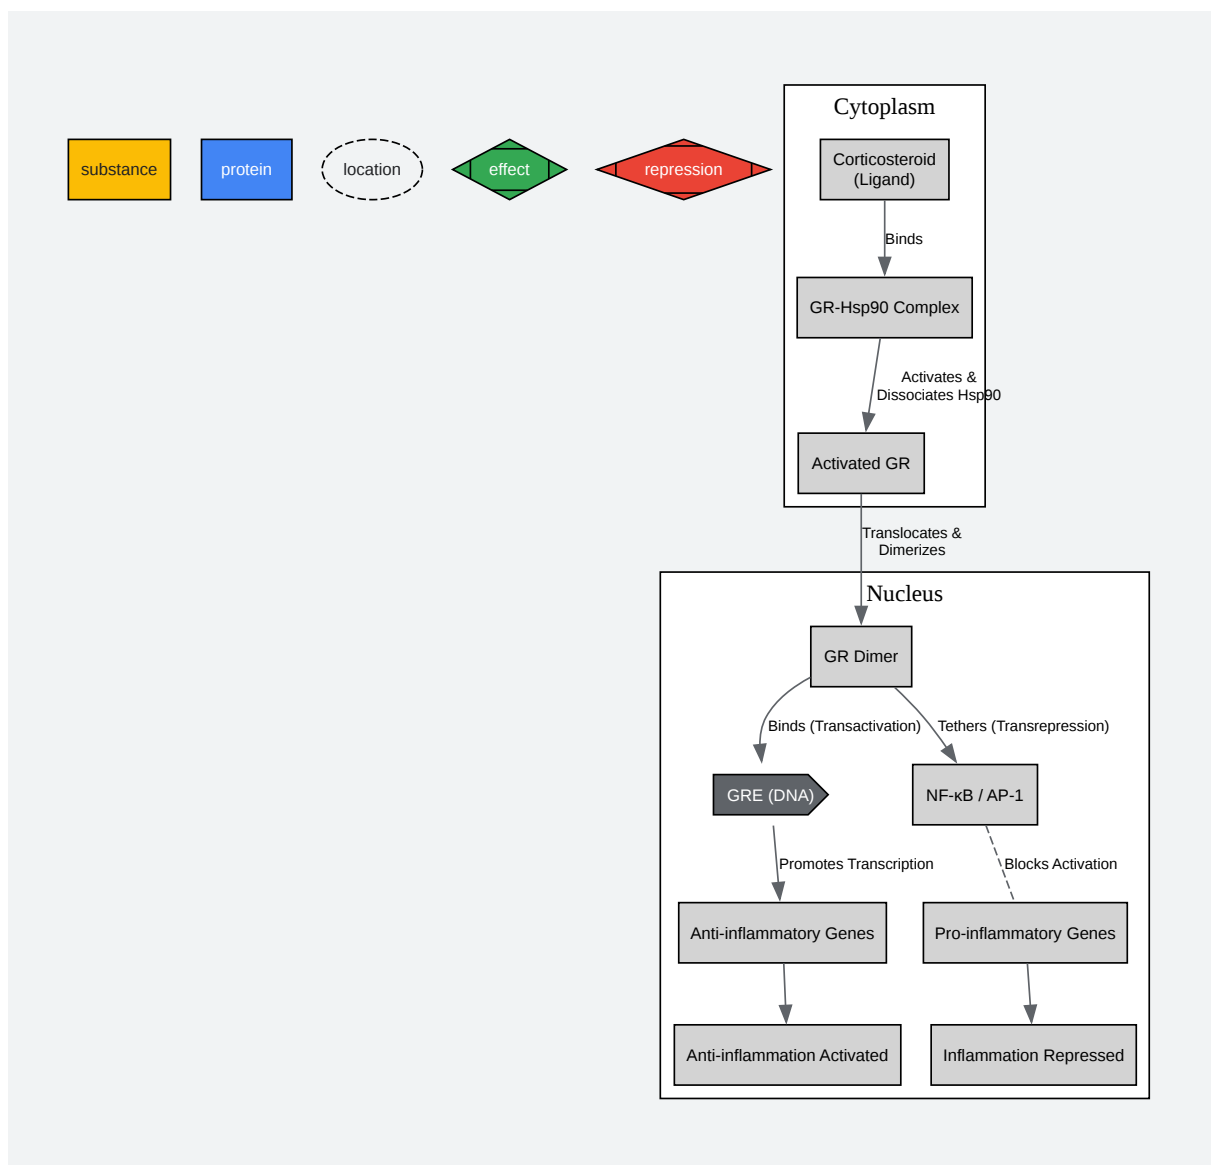 substance
protein
location
effect
repression
Cytoplasm
Corticosteroid
(Ligand)
Binds
GR-Hsp90 Complex
Activates &
Dissociates Hsp90
Activated GR
Translocates &
Dimerizes
Nucleus
GR Dimer
Binds (Transactivation)
Tethers (Transrepression)
GRE (DNA)
NF-κB / AP-1
Promotes Transcription
Blocks Activation
Anti-inflammatory Genes
Pro-inflammatory Genes
Anti-inflammation Activated
Inflammation Repressed